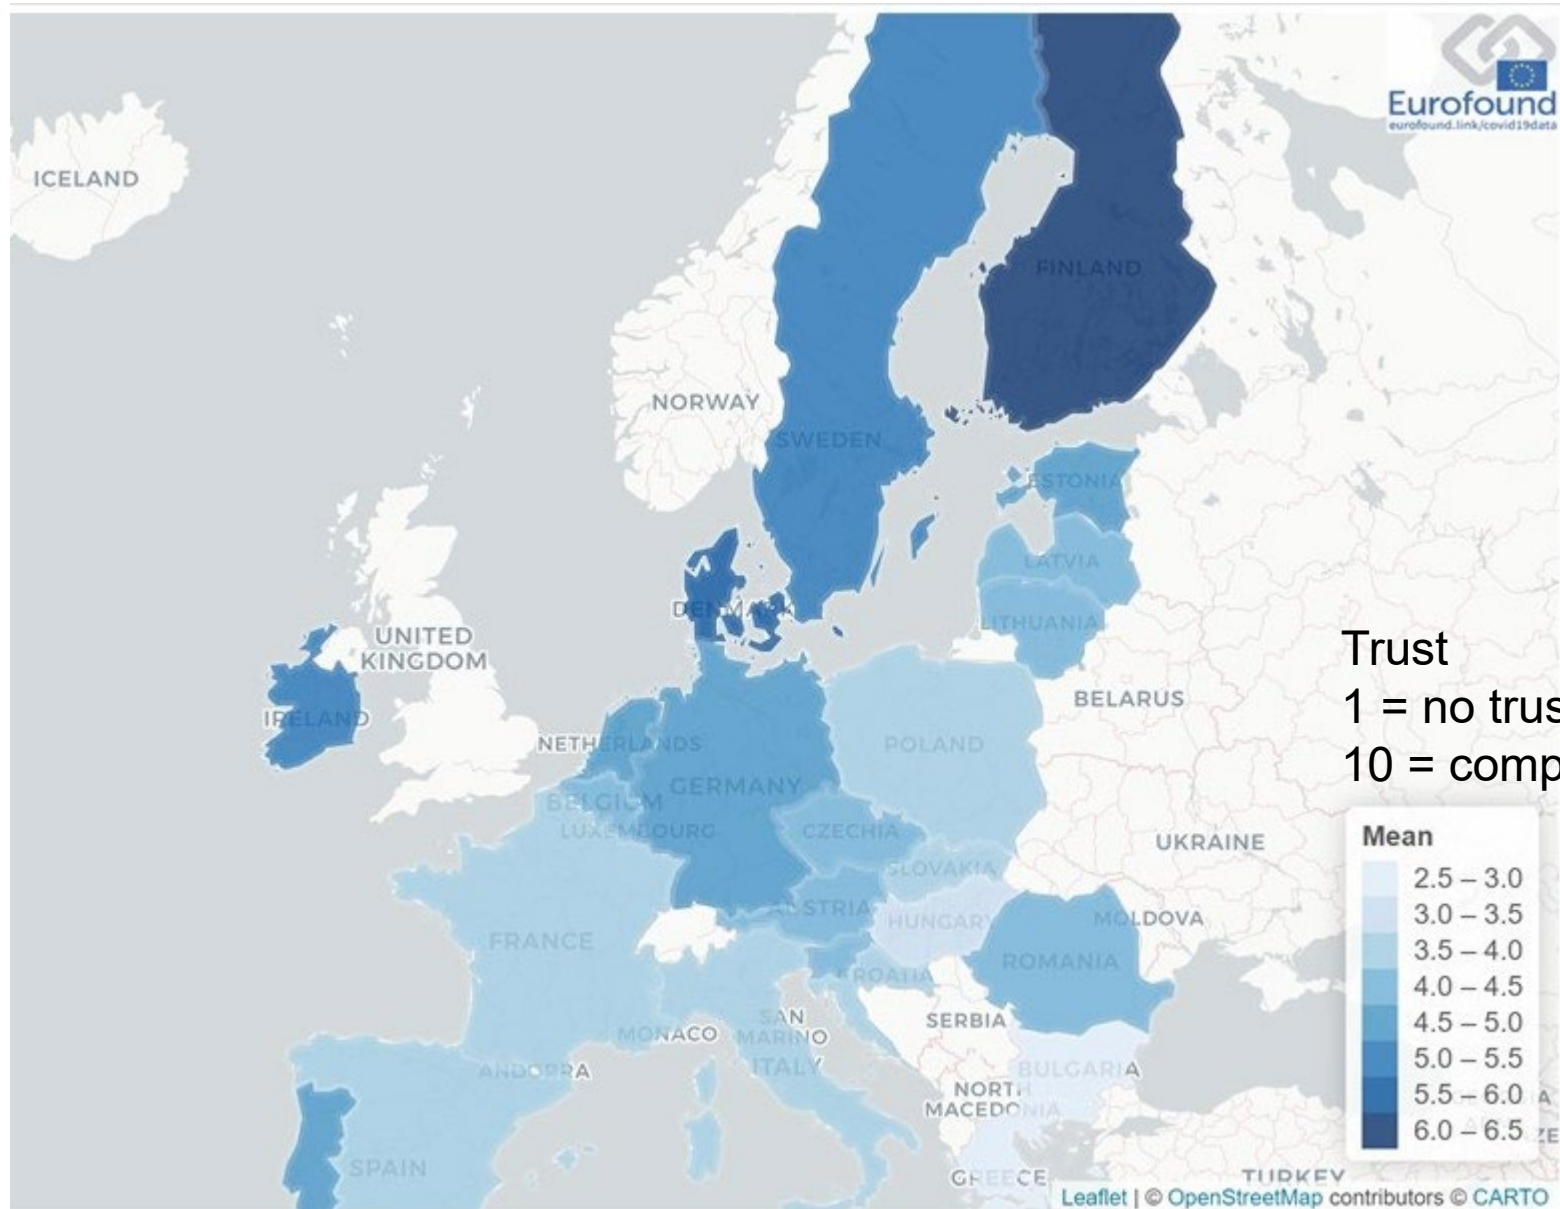 Eurofound
eurofound.link/covid19data
ICELAND
FINLAND
NORWAY
SWEDEN
ESTONIA
LATVIA
DENMARK
LITHUANIA
UNITED
KINGDOM
IRELAND
BELARUS
NETHERLANDS
POLAND
GERMANY
BELGIUM
LUXEMBOURG
CZECHIA
UKRAINE
SLOVAKIA
AUSTRIA
HUNGARY
MOLDOVA
FRANCE
ROMANIA
CROATIA
SERBIA
MONACO
SAN
MARINO
ITALY
ANDORRA
BULGARIA
NORTH
MACEDONIA
SPAIN
GREECE
TURKEY
Trust
1 = no trus
10 = comp
Mean
2.5 – 3.0
3.0 – 3.5
3.5 – 4.0
4.0 – 4.5
4.5 – 5.0
5.0 – 5.5
5.5 – 6.0
6.0 – 6.5
Leaflet | © OpenStreetMap contributors © CARTO